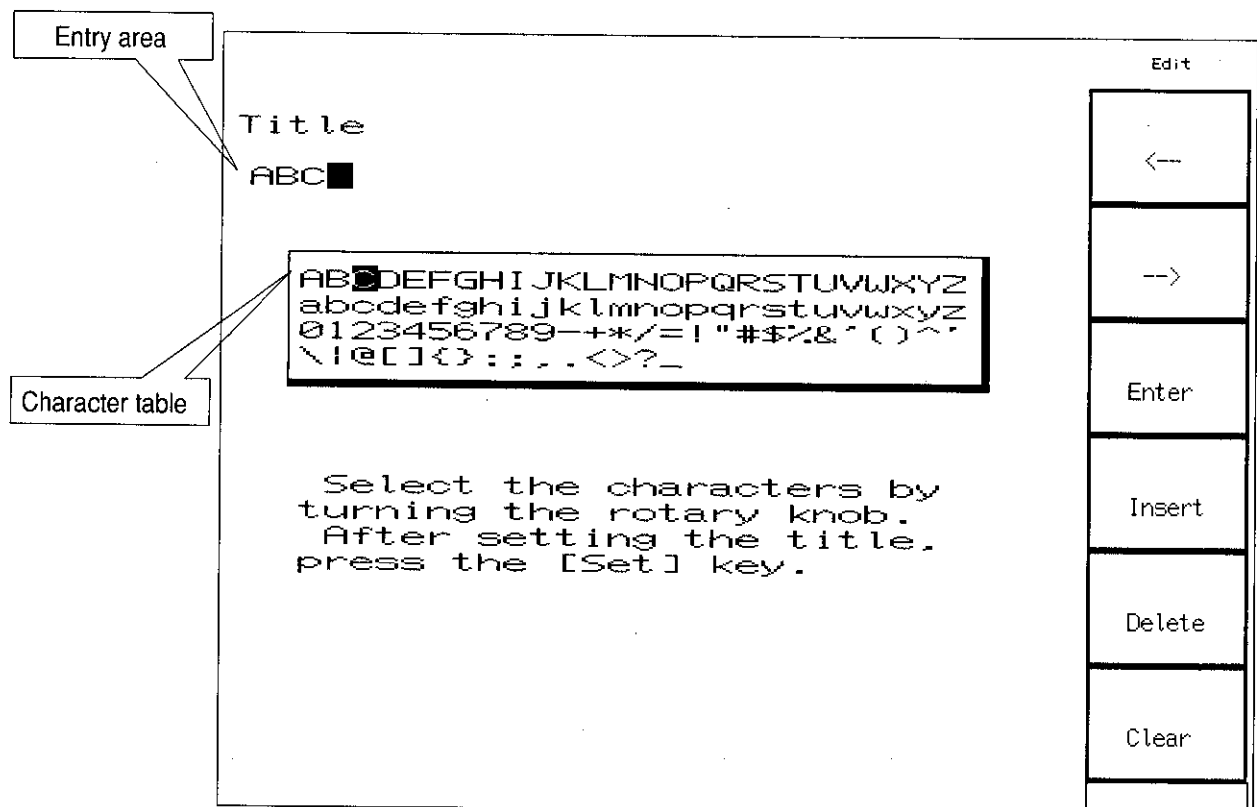 Entry area
Edit
Title
ABC
<--
-->
ABCDEFGHIJKLMNOPQRSTUVWXYZ
abcdefghijklmnopqrstuvwxyz
0123456789-+*/=!"#$%&´()^'
\|@[]{}:;,.<>?_
Character table
Enter
Select the characters by
turning the rotary knob.
After setting the title,
press the [Set] key.
Insert
Delete
Clear